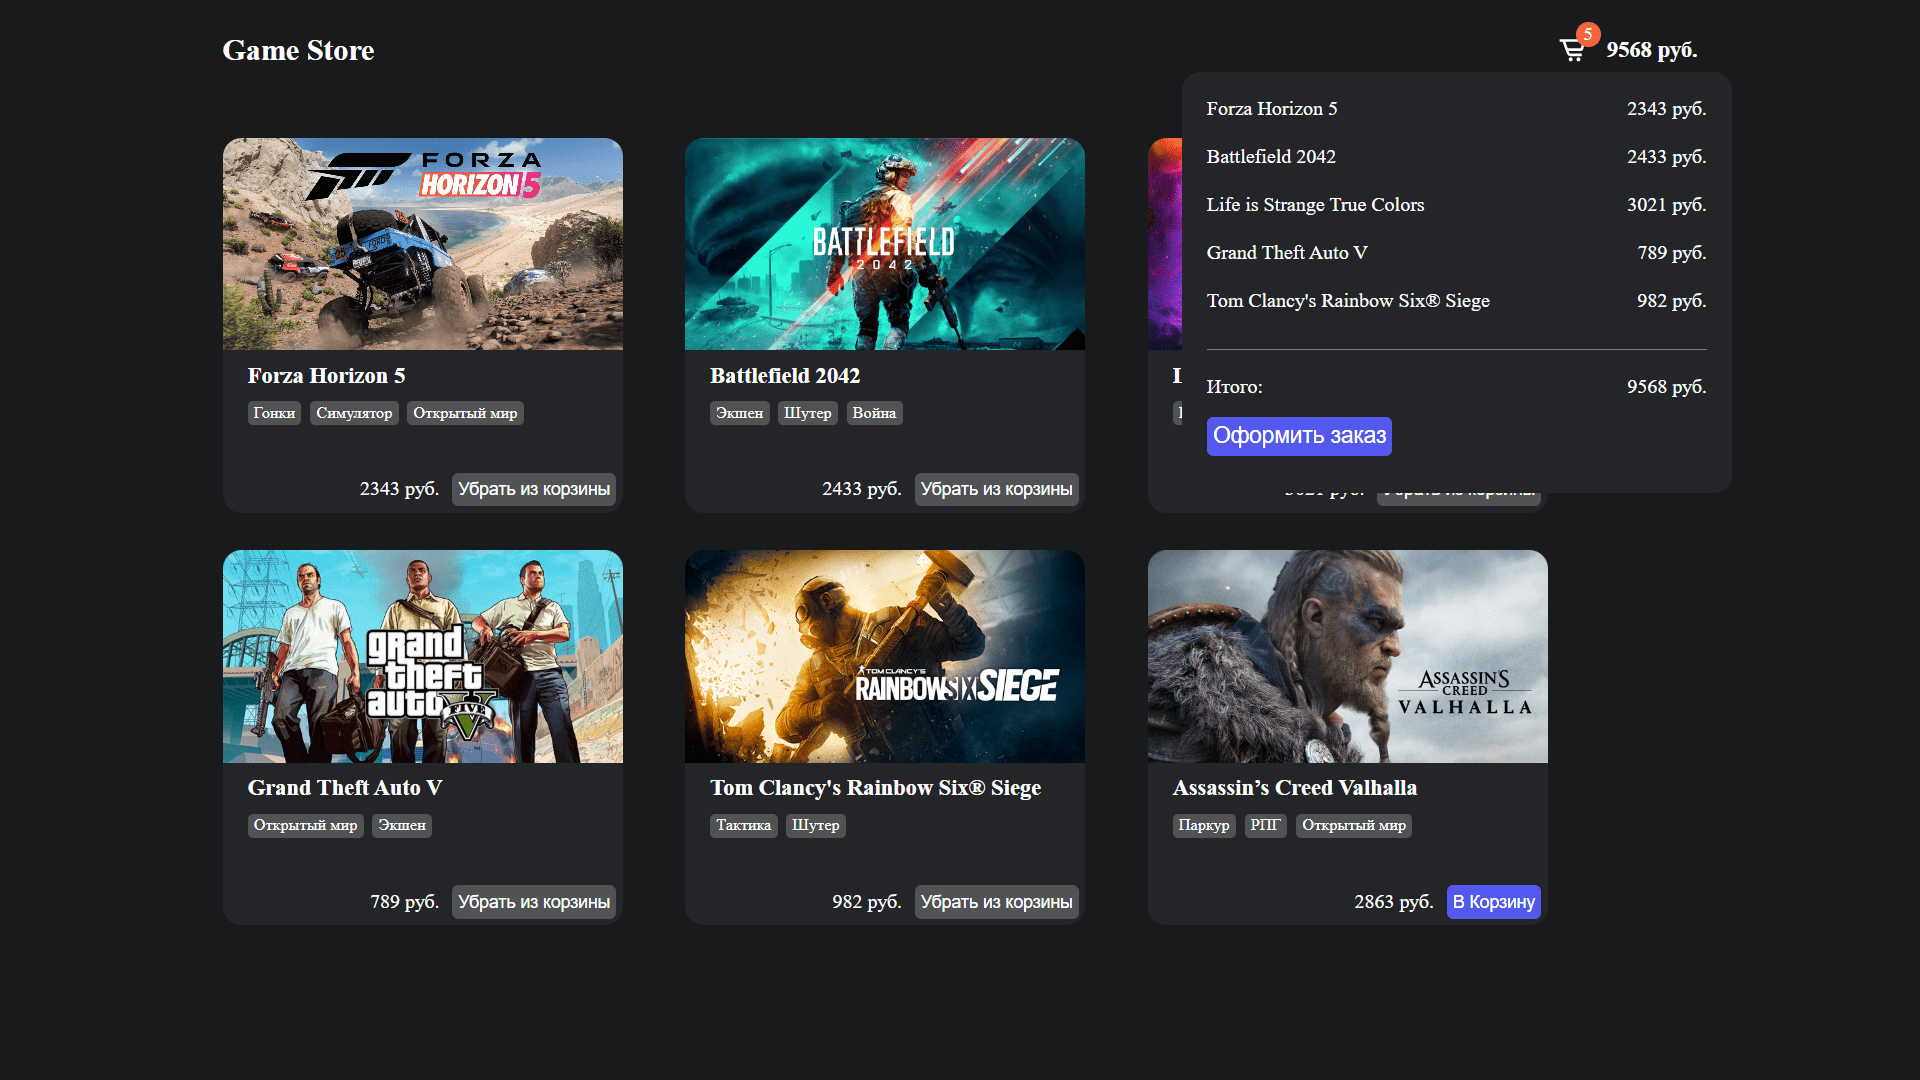 Game Store
5
9568 руб.
Forza Horizon 5 2343 руб.
Battlefield 2042 2433 руб.
Life is Strange True Colors 3021 руб.
Grand Theft Auto V 789 руб.
Tom Clancy's Rainbow Six® Siege 982 руб.
Итого: 9568 руб.
Оформить заказ
FORZA
HORIZON 5
Forza Horizon 5
Гонки Симулятор Открытый мир
2343 руб. Убрать из корзины
BATTLEFIELD
2042
Battlefield 2042
Экшен Шутер Война
2433 руб. Убрать из корзины
3021 руб. Убрать из корзины
grand
theft
auto V
FIVE
Grand Theft Auto V
Открытый мир Экшен
789 руб. Убрать из корзины
TOM CLANCY'S
RAINBOW SIX SIEGE
Tom Clancy's Rainbow Six® Siege
Тактика Шутер
982 руб. Убрать из корзины
ASSASSIN'S
CREED
VALHALLA
Assassin’s Creed Valhalla
Паркур РПГ Открытый мир
2863 руб. В Корзину